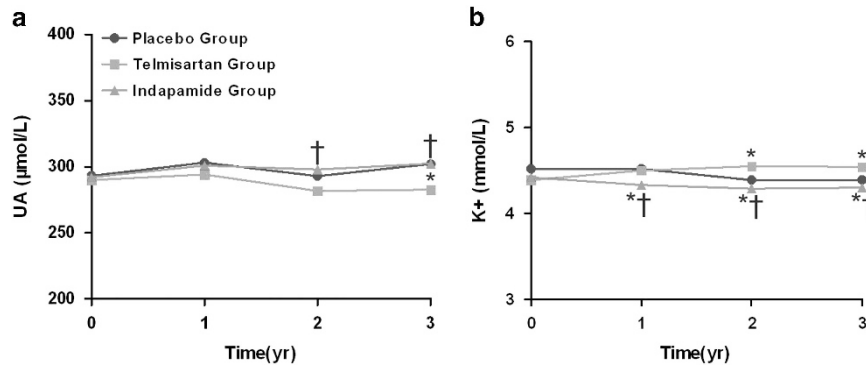 a
400
350
300
250
200
UA (µmol/L)
Placebo Group
Telmisartan Group
Indapamide Group
†
†
*
0 1 2 3
Time(yr)
b
6
5
4
3
K+ (mmol/L)
* *
*† *† *
0 1 2 3
Time(yr)